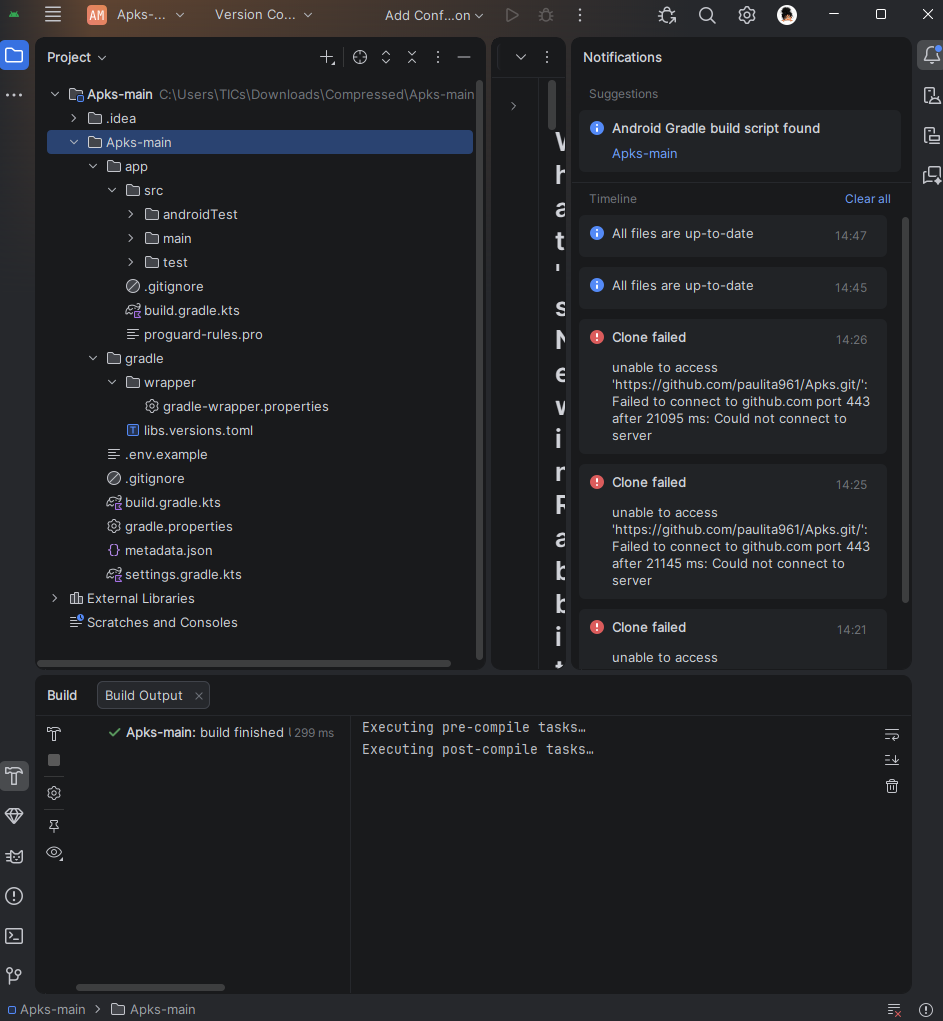 AM Apks-... Version Co... Add Conf...on
Project
Apks-main C:\Users\TICs\Downloads\Compressed\Apks-main
.idea
Apks-main
app
src
androidTest
main
test
.gitignore
build.gradle.kts
proguard-rules.pro
gradle
wrapper
gradle-wrapper.properties
libs.versions.toml
.env.example
.gitignore
build.gradle.kts
gradle.properties
metadata.json
settings.gradle.kts
External Libraries
Scratches and Consoles
W
h
a
t
'
s
N
e
w
i
n
R
a
b
b
i
t
Notifications
Suggestions
Android Gradle build script found
Apks-main
Timeline Clear all
All files are up-to-date 14:47
All files are up-to-date 14:45
Clone failed 14:26
unable to access
'https://github.com/paulita961/Apks.git/':
Failed to connect to github.com port 443
after 21095 ms: Could not connect to
server
Clone failed 14:25
unable to access
'https://github.com/paulita961/Apks.git/':
Failed to connect to github.com port 443
after 21145 ms: Could not connect to
server
Clone failed 14:21
unable to access
Build Build Output
Apks-main: build finished 299 ms
Executing pre-compile tasks…
Executing post-compile tasks…
Apks-main > Apks-main